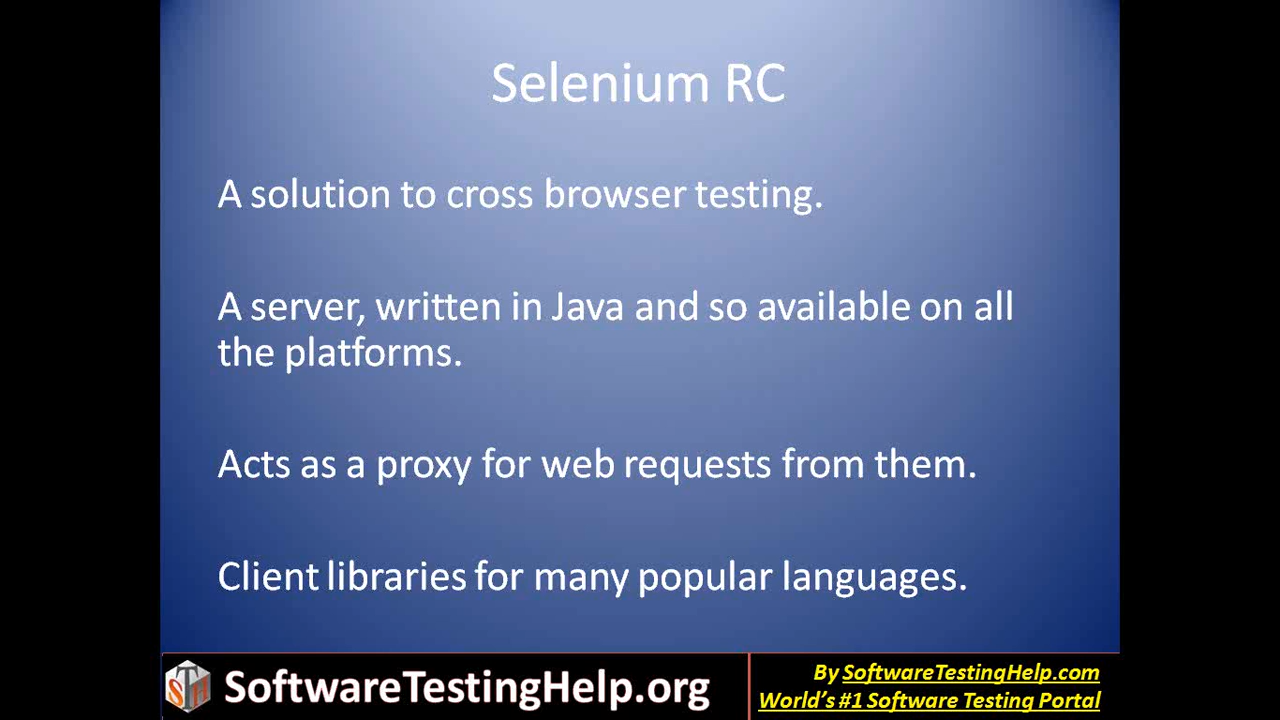 Selenium RC
A solution to cross browser testing.
A server, written in Java and so available on all
the platforms.
Acts as a proxy for web requests from them.
Client libraries for many popular languages.
STH
SoftwareTestingHelp.org
By SoftwareTestingHelp.com
World's #1 Software Testing Portal